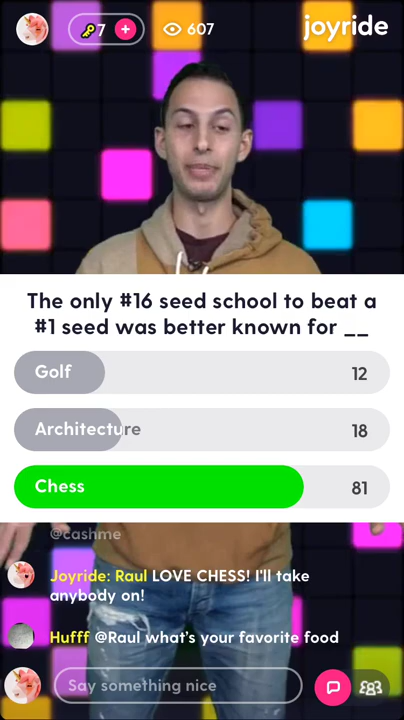 7
607
joyride
The only #16 seed school to beat a
#1 seed was better known for __
Golf 12
Architecture 18
Chess 81
@cashme
Joyride: Raul LOVE CHESS! I'll take
anybody on!
Hufff @Raul what's your favorite food
Say something nice